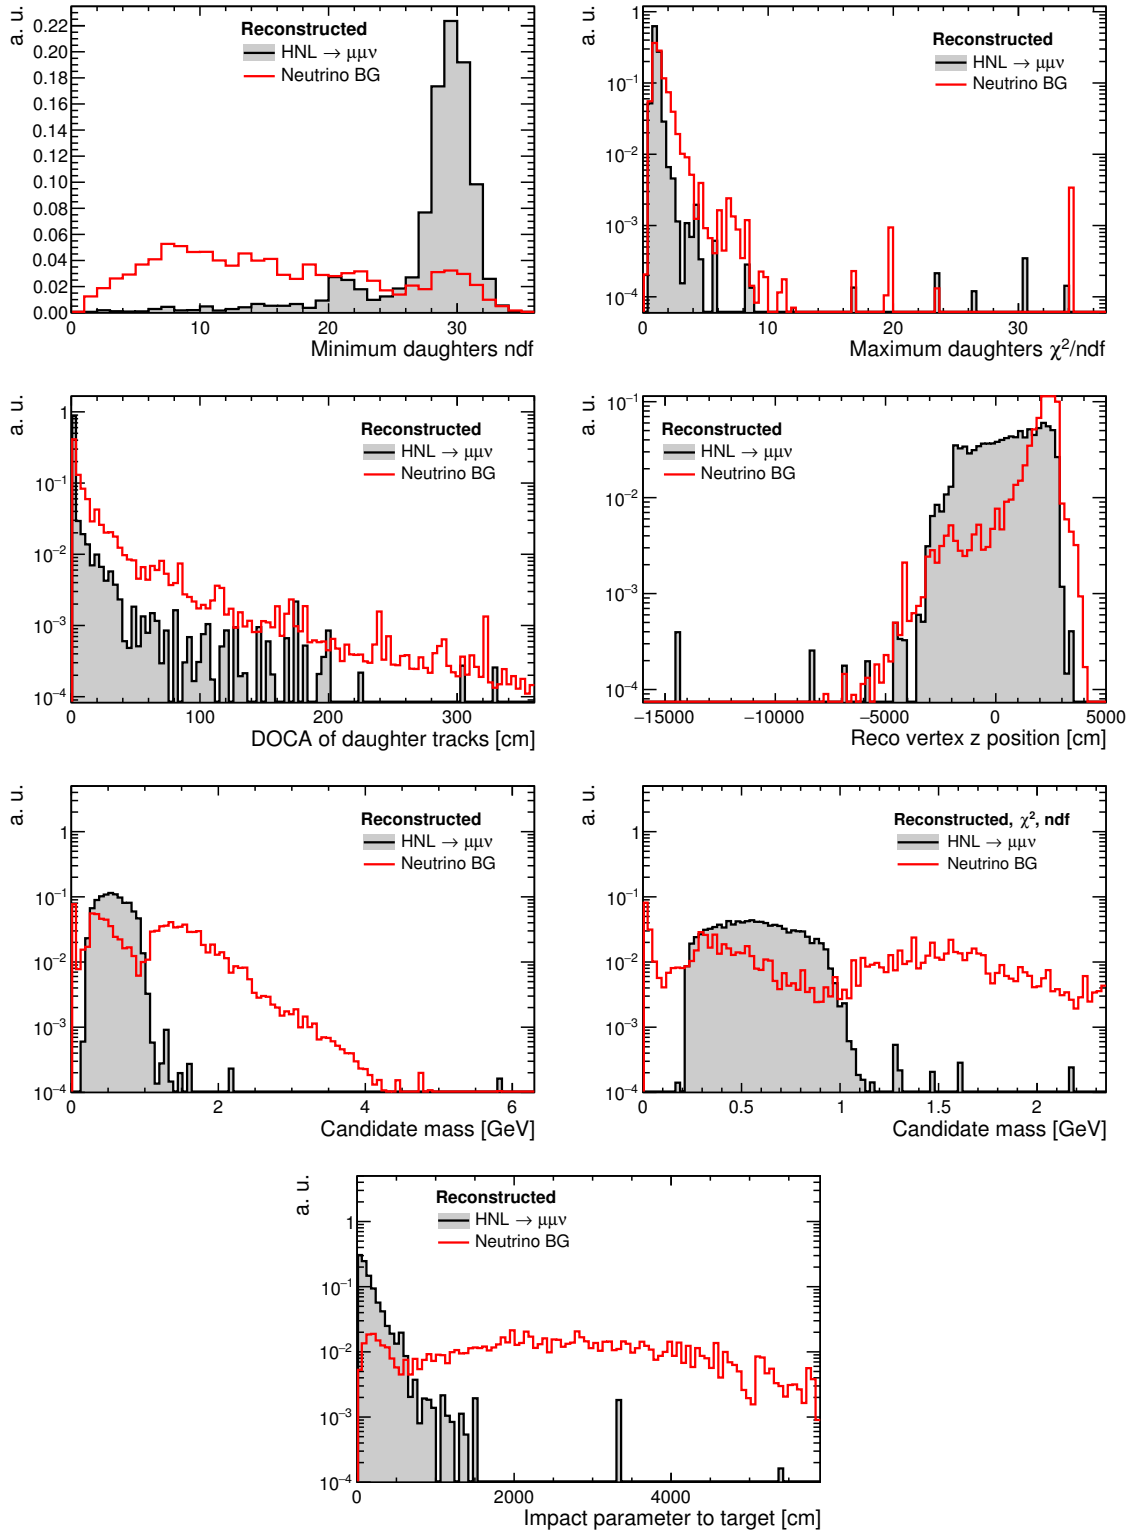 a. u.
0.22
0.20
0.18
0.16
0.14
0.12
0.10
0.08
0.06
0.04
0.02
0.00
0 10 20 30
Minimum daughters ndf
Reconstructed
HNL → μμν
Neutrino BG
a. u.
1
10⁻¹
10⁻²
10⁻³
10⁻⁴
0 10 20 30
Maximum daughters χ²/ndf
Reconstructed
HNL → μμν
Neutrino BG
a. u.
1
10⁻¹
10⁻²
10⁻³
10⁻⁴
0 100 200 300
DOCA of daughter tracks [cm]
Reconstructed
HNL → μμν
Neutrino BG
a. u.
10⁻¹
10⁻²
10⁻³
10⁻⁴
−15000 −10000 −5000 0 5000
Reco vertex z position [cm]
Reconstructed
HNL → μμν
Neutrino BG
a. u.
1
10⁻¹
10⁻²
10⁻³
10⁻⁴
0 2 4 6
Candidate mass [GeV]
Reconstructed
HNL → μμν
Neutrino BG
a. u.
1
10⁻¹
10⁻²
10⁻³
10⁻⁴
0 0.5 1 1.5 2
Candidate mass [GeV]
Reconstructed, χ², ndf
HNL → μμν
Neutrino BG
a. u.
1
10⁻¹
10⁻²
10⁻³
10⁻⁴
0 2000 4000
Impact parameter to target [cm]
Reconstructed
HNL → μμν
Neutrino BG